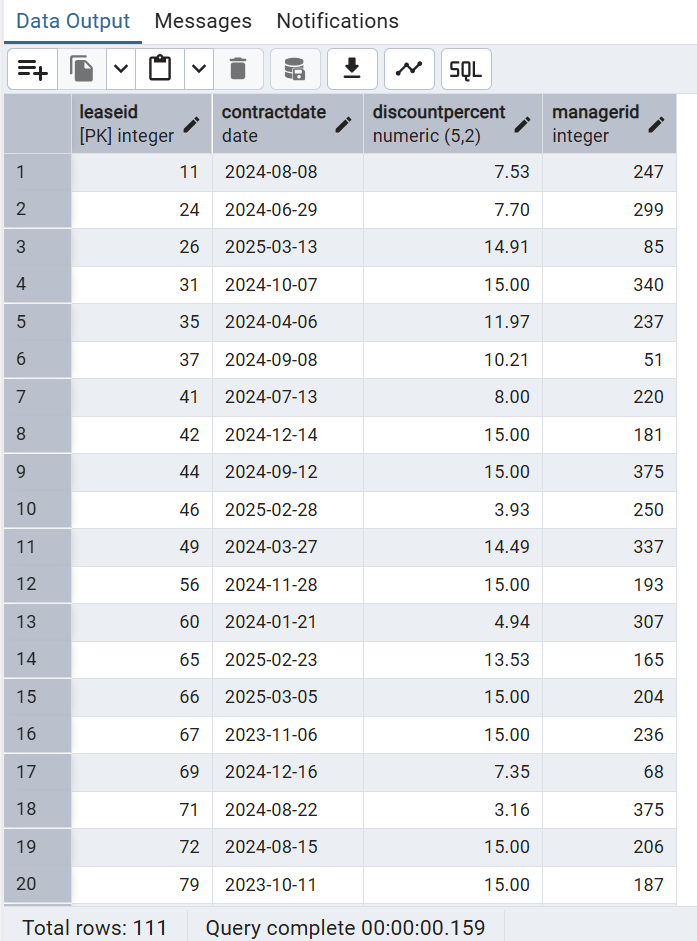 Data Output Messages Notifications
SQL
leaseid contractdate discountpercent managerid
[PK] integer date numeric (5,2) integer
1 11 2024-08-08 7.53 247
2 24 2024-06-29 7.70 299
3 26 2025-03-13 14.91 85
4 31 2024-10-07 15.00 340
5 35 2024-04-06 11.97 237
6 37 2024-09-08 10.21 51
7 41 2024-07-13 8.00 220
8 42 2024-12-14 15.00 181
9 44 2024-09-12 15.00 375
10 46 2025-02-28 3.93 250
11 49 2024-03-27 14.49 337
12 56 2024-11-28 15.00 193
13 60 2024-01-21 4.94 307
14 65 2025-02-23 13.53 165
15 66 2025-03-05 15.00 204
16 67 2023-11-06 15.00 236
17 69 2024-12-16 7.35 68
18 71 2024-08-22 3.16 375
19 72 2024-08-15 15.00 206
20 79 2023-10-11 15.00 187
Total rows: 111 Query complete 00:00:00.159